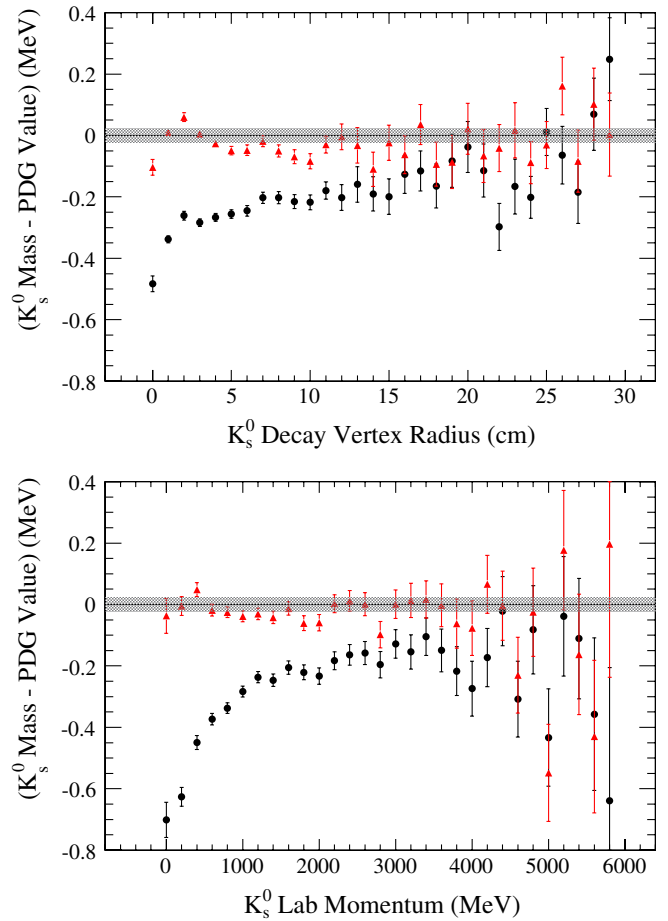 (K⁰ₛ Mass - PDG Value) (MeV)
0.4
0.2
0
-0.2
-0.4
-0.6
-0.8
0 5 10 15 20 25 30
K⁰ₛ Decay Vertex Radius (cm)
(K⁰ₛ Mass - PDG Value) (MeV)
0.4
0.2
0
-0.2
-0.4
-0.6
-0.8
0 1000 2000 3000 4000 5000 6000
K⁰ₛ Lab Momentum (MeV)